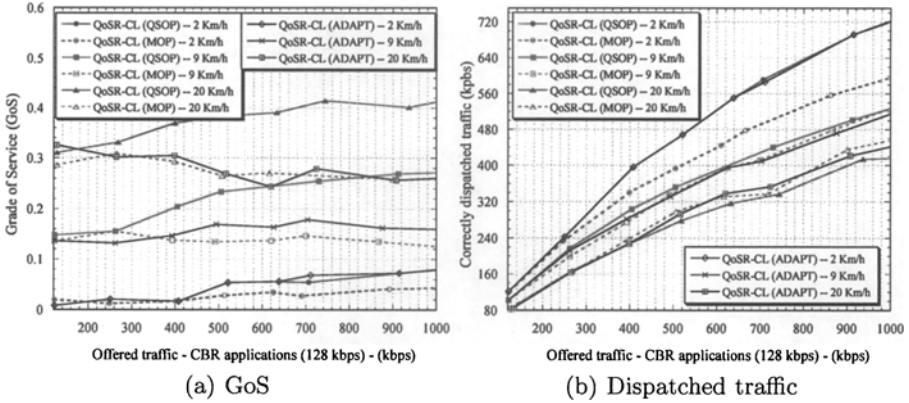 0.6
0.5
0.4
0.3
0.2
0.1
0
Grade of Service (GoS)
QoSR-CL (QSOP) -- 2 Km/h
QoSR-CL (MOP) -- 2 Km/h
QoSR-CL (QSOP) -- 9 Km/h
QoSR-CL (MOP) -- 9 Km/h
QoSR-CL (QSOP) -- 20 Km/h
QoSR-CL (MOP) -- 20 Km/h
QoSR-CL (ADAPT) -- 2 Km/h
QoSR-CL (ADAPT) -- 9 Km/h
QoSR-CL (ADAPT) -- 20 Km/h
200 300 400 500 600 700 800 900 1000
Offered traffic - CBR applications (128 kbps) - (kbps)
(a) GoS
720
640
560
480
400
320
240
160
80
Correctly dispatched traffic (kpbs)
QoSR-CL (QSOP) -- 2 Km/h
QoSR-CL (MOP) -- 2 Km/h
QoSR-CL (QSOP) -- 9 Km/h
QoSR-CL (MOP) -- 9 Km/h
QoSR-CL (QSOP) -- 20 Km/h
QoSR-CL (MOP) -- 20 Km/h
QoSR-CL (ADAPT) -- 2 Km/h
QoSR-CL (ADAPT) -- 9 Km/h
QoSR-CL (ADAPT) -- 20 Km/h
200 300 400 500 600 700 800 900 1000
Offered traffic - CBR applications (128 kbps) - (kbps)
(b) Dispatched traffic